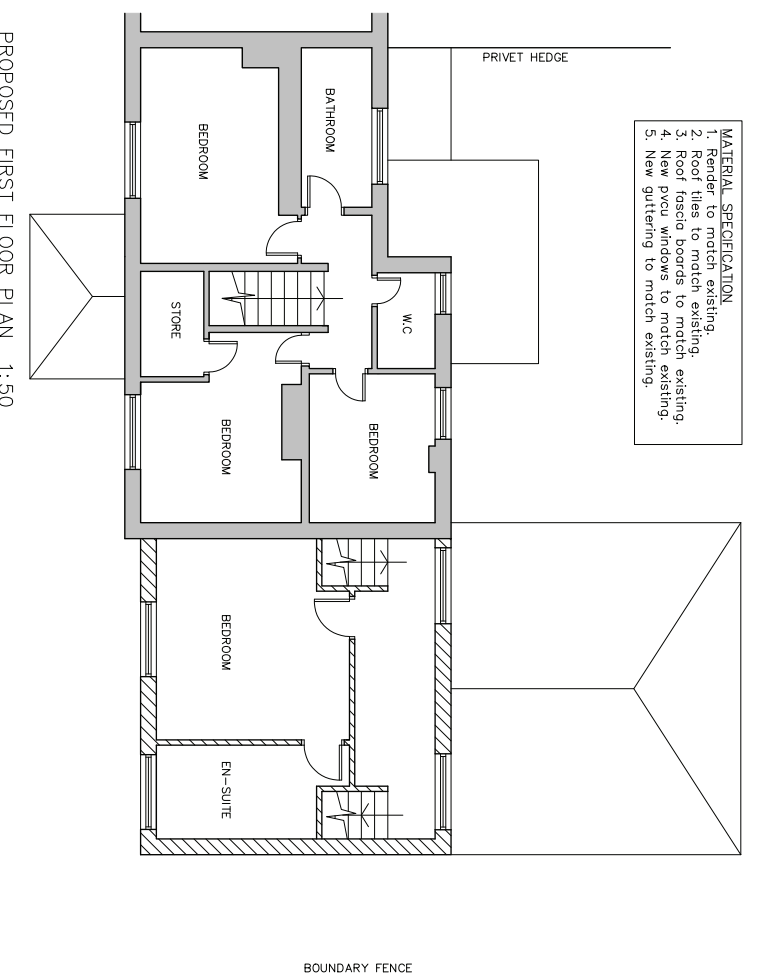 PRIVET HEDGE
MATERIAL SPECIFICATION
1. Render to match existing.
2. Roof tiles to match existing.
3. Roof fascia boards to match existing.
4. New pvcu windows to match existing.
5. New guttering to match existing.
BATHROOM
BEDROOM
W.C
STORE
BEDROOM
BEDROOM
BEDROOM
EN-SUITE
PROPOSED FIRST FLOOR PLAN 1:50
BOUNDARY FENCE